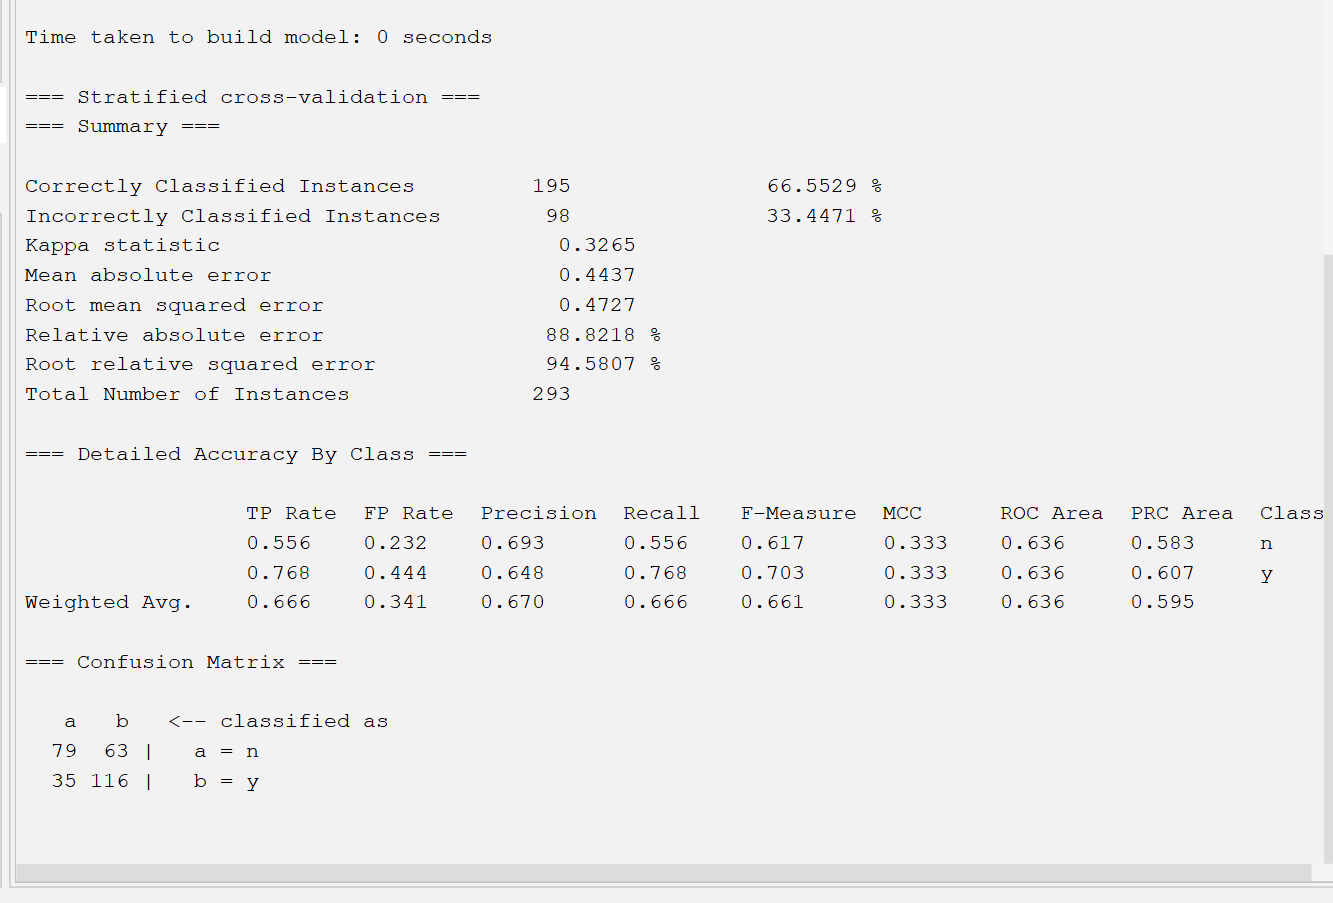 Time taken to build model: 0 seconds
=== Stratified cross-validation ===
=== Summary ===
Correctly Classified Instances 195 66.5529 %
Incorrectly Classified Instances 98 33.4471 %
Kappa statistic 0.3265
Mean absolute error 0.4437
Root mean squared error 0.4727
Relative absolute error 88.8218 %
Root relative squared error 94.5807 %
Total Number of Instances 293
=== Detailed Accuracy By Class ===
TP Rate FP Rate Precision Recall F-Measure MCC ROC Area PRC Area Class
0.556 0.232 0.693 0.556 0.617 0.333 0.636 0.583 n
0.768 0.444 0.648 0.768 0.703 0.333 0.636 0.607 y
Weighted Avg. 0.666 0.341 0.670 0.666 0.661 0.333 0.636 0.595
=== Confusion Matrix ===
a b <-- classified as
79 63 | a = n
35 116 | b = y